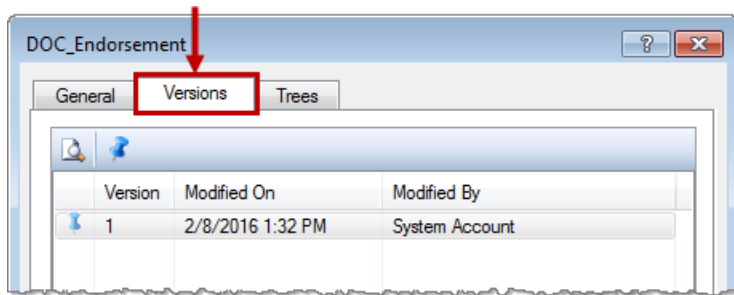 DOC_Endorsement ?
General Versions Trees
Version Modified On Modified By
1 2/8/2016 1:32 PM System Account